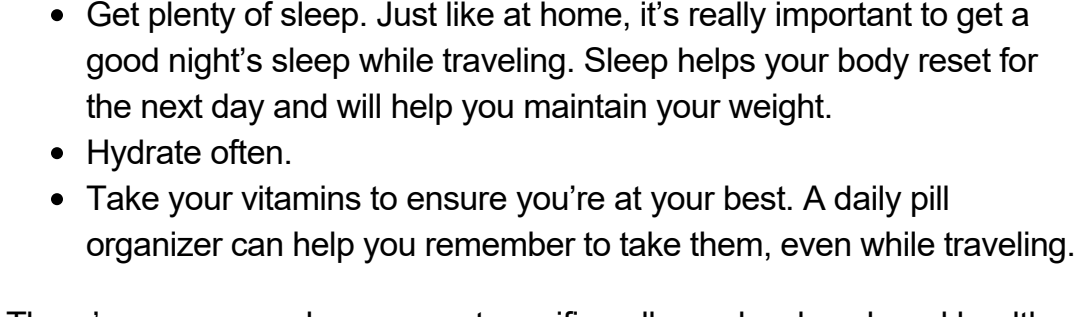 • Get plenty of sleep. Just like at home, it’s really important to get a
good night’s sleep while traveling. Sleep helps your body reset for
the next day and will help you maintain your weight.
• Hydrate often.
• Take your vitamins to ensure you’re at your best. A daily pill
organizer can help you remember to take them, even while traveling.